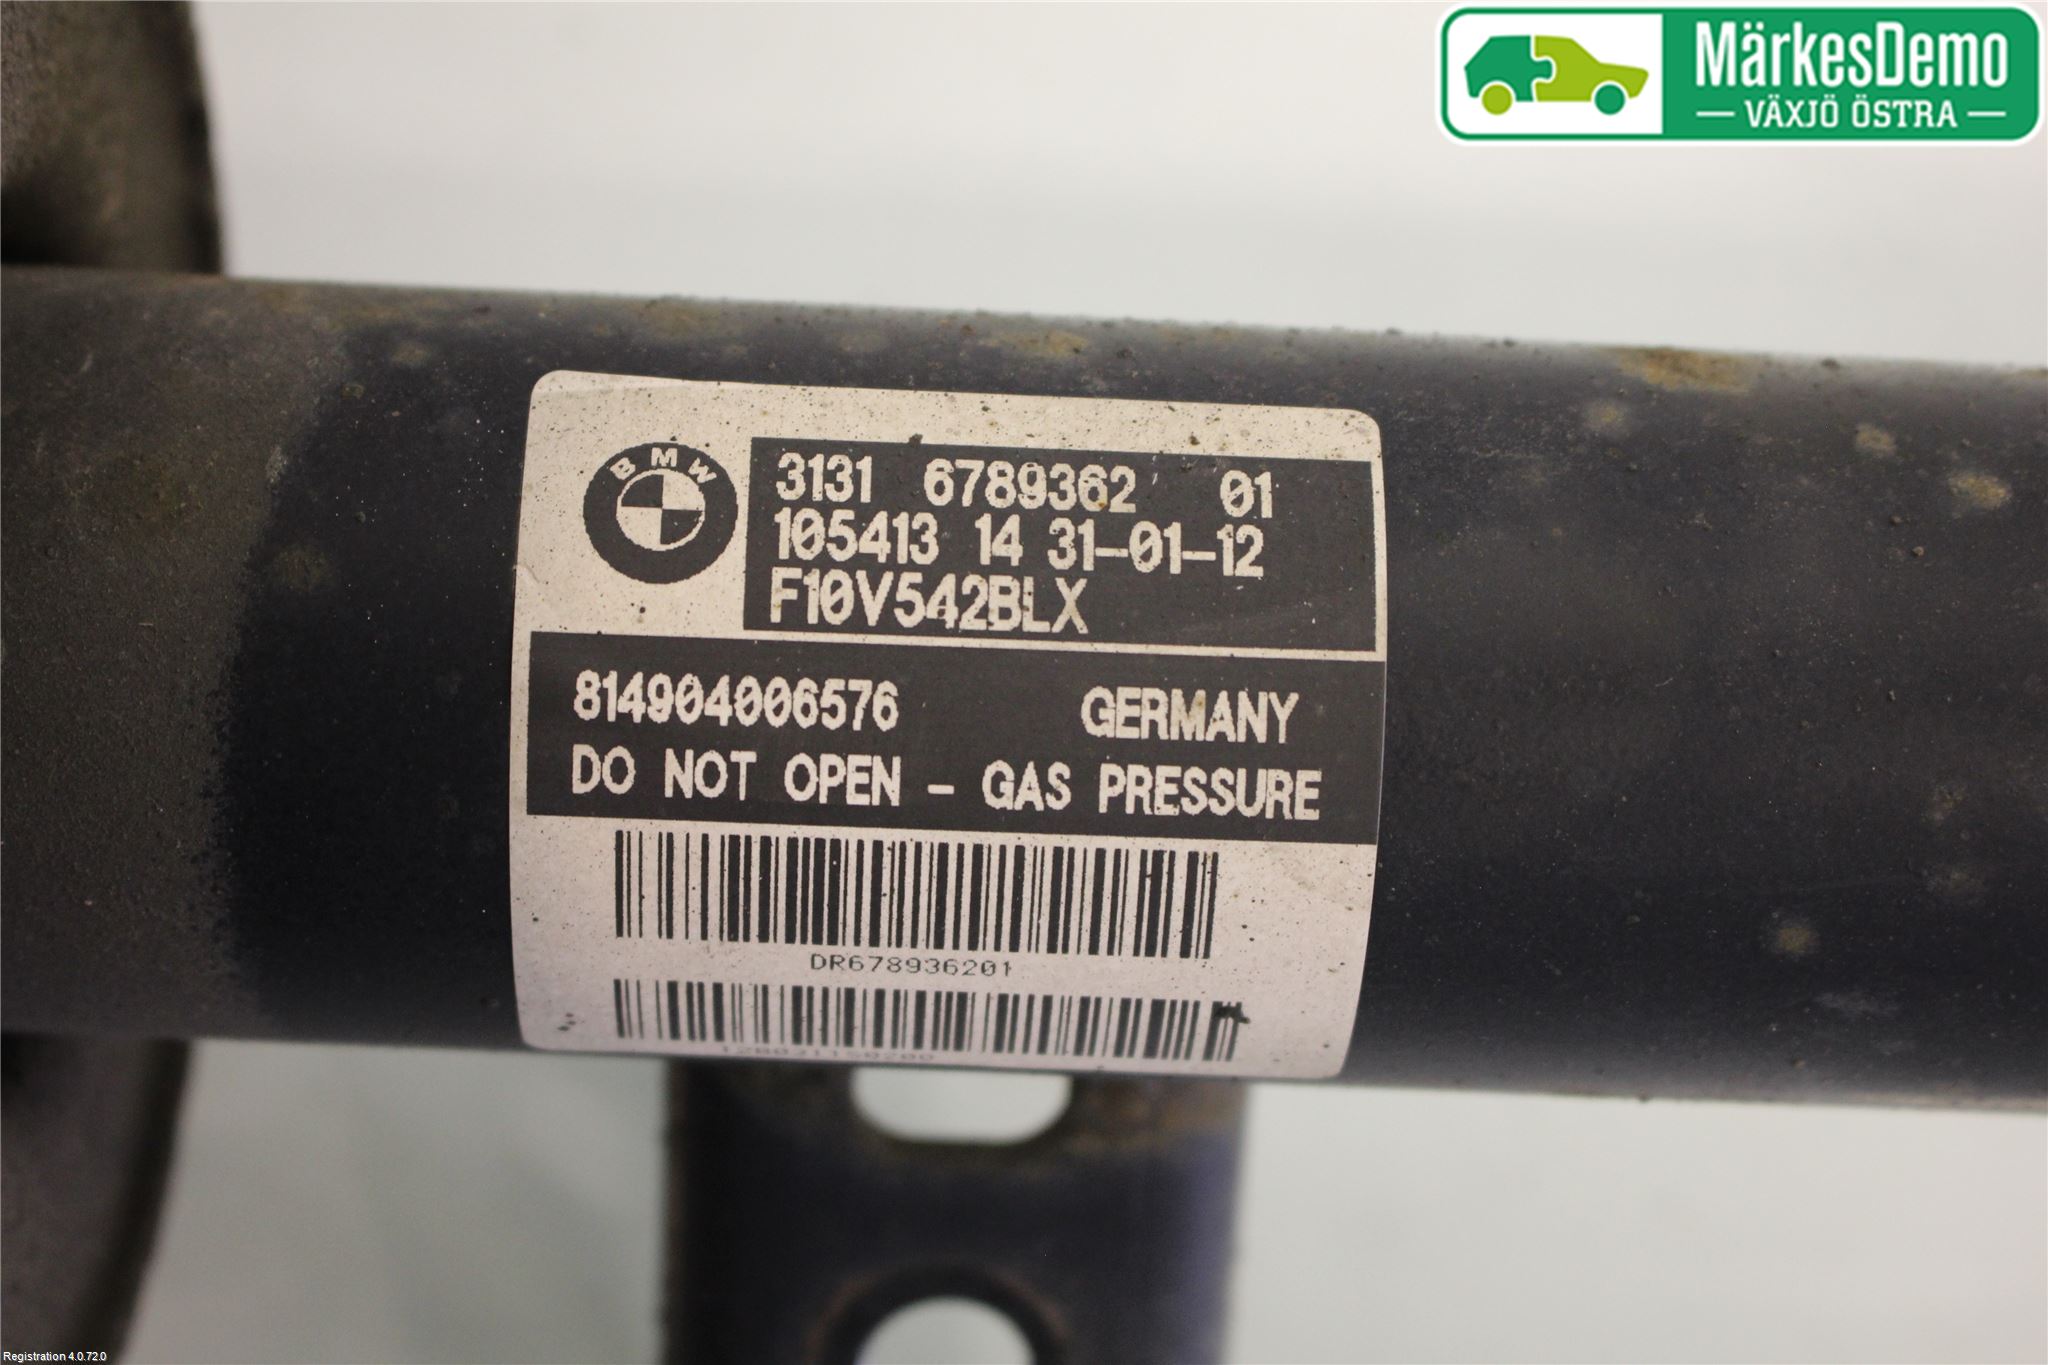 MärkesDemo
VÄXJÖ ÖSTRA
BMW
3131 6789362 01
105413 14 31-01-12
F10V542BLX
814904006576 GERMANY
DO NOT OPEN - GAS PRESSURE
DR678936201
Registration 4.0.72.0